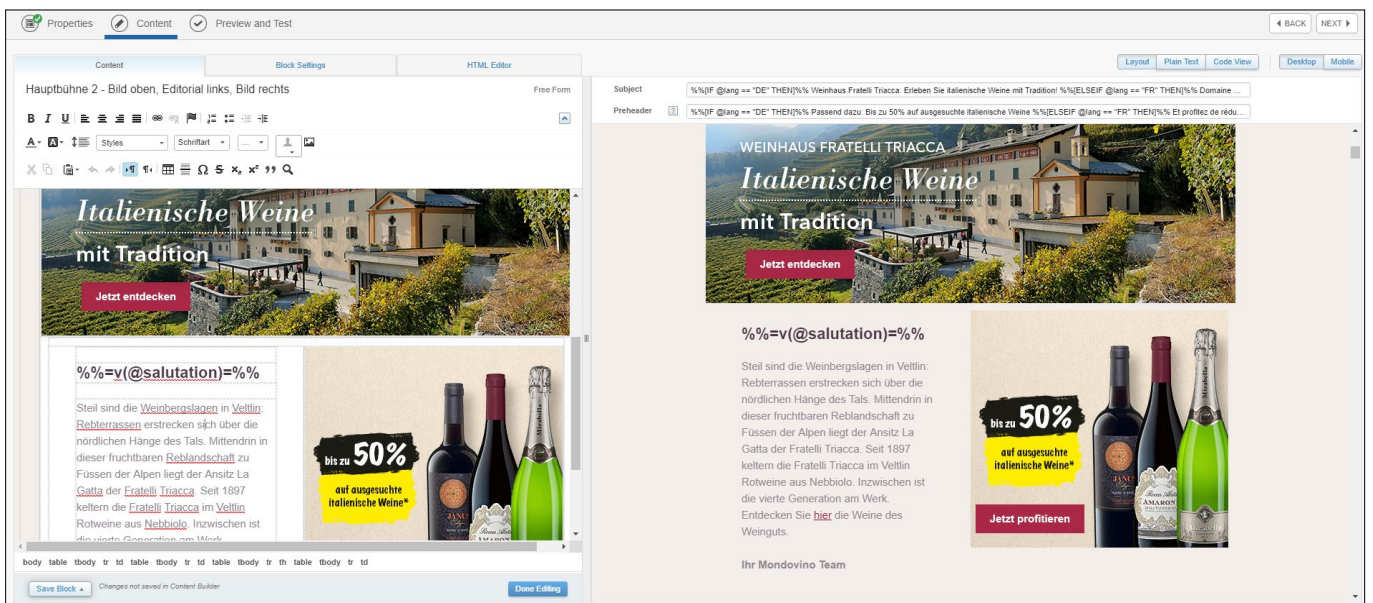 Properties Content Preview and Test BACK NEXT
Content Block Settings HTML Editor
Layout Plain Text Code View Desktop Mobile
Hauptbühne 2 - Bild oben, Editorial links, Bild rechts Free Form
Styles Schriftart ...
Italienische Weine
mit Tradition
Jetzt entdecken
%%=v(@salutation)=%%
Steil sind die Weinbergslagen in Veltlin:
Rebterrassen erstrecken sich über die
nördlichen Hänge des Tals. Mittendrin in
dieser fruchtbaren Reblandschaft zu
Füssen der Alpen liegt der Ansitz La
Gatta der Fratelli Triacca. Seit 1897
keltern die Fratelli Triacca im Veltlin
Rotweine aus Nebbiolo. Inzwischen ist
die vierte Generation am Werk.
bis zu 50%
auf ausgesuchte
italienische Weine*
Mirabella
AMARONE
body table tbody tr td table tbody tr td table tbody tr th table tbody tr td
Save Block Changes not saved in Content Builder Done Editing
Subject %%[IF @lang == "DE" THEN]%% Weinhaus Fratelli Triacca: Erleben Sie italienische Weine mit Tradition! %%[ELSEIF @lang == "FR" THEN]%% Domaine ...
Preheader ? %%[IF @lang == "DE" THEN]%% Passend dazu: Bis zu 50% auf ausgesuchte italienische Weine %%[ELSEIF @lang == "FR" THEN]%% Et profitez de rédu...
WEINHAUS FRATELLI TRIACCA
Italienische Weine
mit Tradition
Jetzt entdecken
%%=v(@salutation)=%%
Steil sind die Weinbergslagen in Veltlin:
Rebterrassen erstrecken sich über die
nördlichen Hänge des Tals. Mittendrin in
dieser fruchtbaren Reblandschaft zu
Füssen der Alpen liegt der Ansitz La
Gatta der Fratelli Triacca. Seit 1897
keltern die Fratelli Triacca im Veltlin
Rotweine aus Nebbiolo. Inzwischen ist
die vierte Generation am Werk.
Entdecken Sie hier die Weine des
Weinguts.
Ihr Mondovino Team
bis zu 50%
auf ausgesuchte
italienische Weine*
Jetzt profitieren
Mirabella
AMARONE
Mirabella